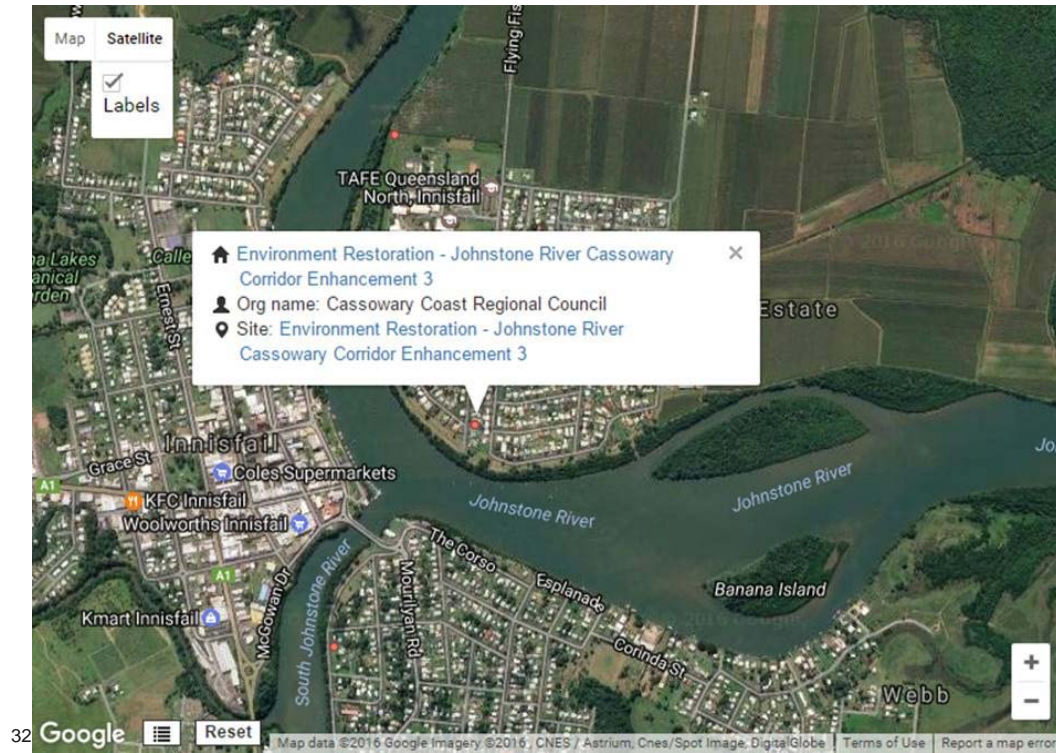 Map Satellite
Labels
Flying Fis
TAFE Queensland
North, Innisfail
Environment Restoration - Johnstone River Cassowary
Corridor Enhancement 3
Org name: Cassowary Coast Regional Council
Site: Environment Restoration - Johnstone River
Cassowary Corridor Enhancement 3
a Lakes
anical
rden
Calle
Ernest St
Estate
Innisfail
Grace St
Coles Supermarkets
A1
KFC Innisfail
Woolworths Innisfail
Johnstone River
Johnstone River
Jo
A1
The Corso
Esplanade
Banana Island
Kmart Innisfail
McGowan Dr
South Johnstone River
Mourilyan Rd
Corinda St
Webb
32
Google
Reset
Map data ©2016 Google Imagery ©2016 , CNES / Astrium, Cnes/Spot Image, DigitalGlobe
Terms of Use
Report a map error